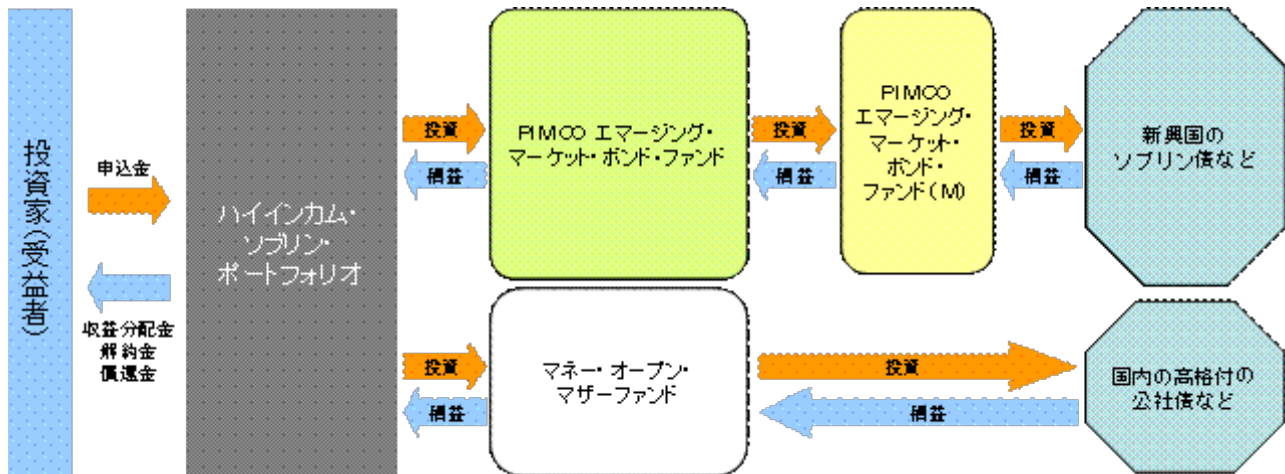 投資家(受益者)
申込金
収益分配金
解約金
償還金
ハイインカム・
ソブリン・
ポートフォリオ
投資
損益
PIMCO エマージング・
マーケット・ボンド・ファンド
投資
損益
PIMCO
エマージング・
マーケット・
ボンド・
ファンド(M)
投資
損益
新興国の
ソブリン債など
投資
損益
マネー・オープン・
マザーファンド
投資
損益
国内の高格付の
公社債など